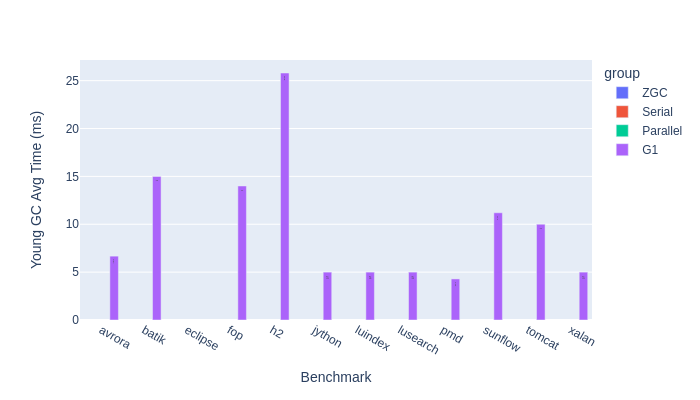 group
ZGC
Serial
Parallel
G1
Young GC Avg Time (ms)
25
20
15
10
5
0
avrora
batik
eclipse
fop
h2
jython
luindex
lusearch
pmd
sunflow
tomcat
xalan
Benchmark